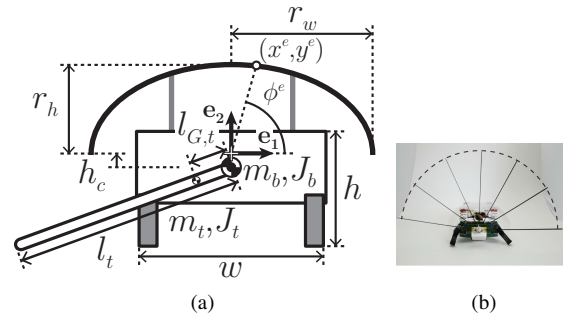 r_w
(x^e, y^e)
r_h
ϕ^e
e_2
l_{G,t}
e_1
h_c
m_b, J_b
h
m_t, J_t
l_t
w
(a)
(b)